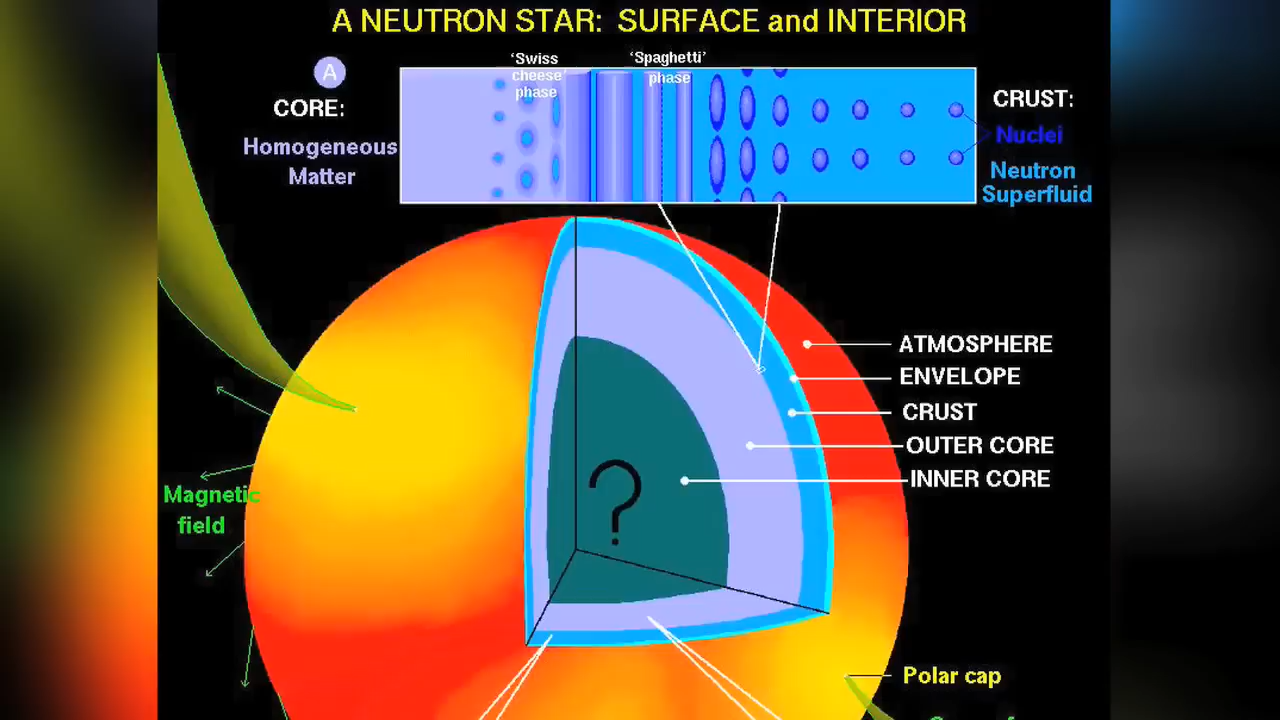 A NEUTRON STAR: SURFACE and INTERIOR
'Swiss
cheese'
phase
'Spaghetti'
phase
A
CORE:
Homogeneous
Matter
CRUST:
Nuclei
Neutron
Superfluid
ATMOSPHERE
ENVELOPE
CRUST
OUTER CORE
INNER CORE
?
Magnetic
field
Polar cap